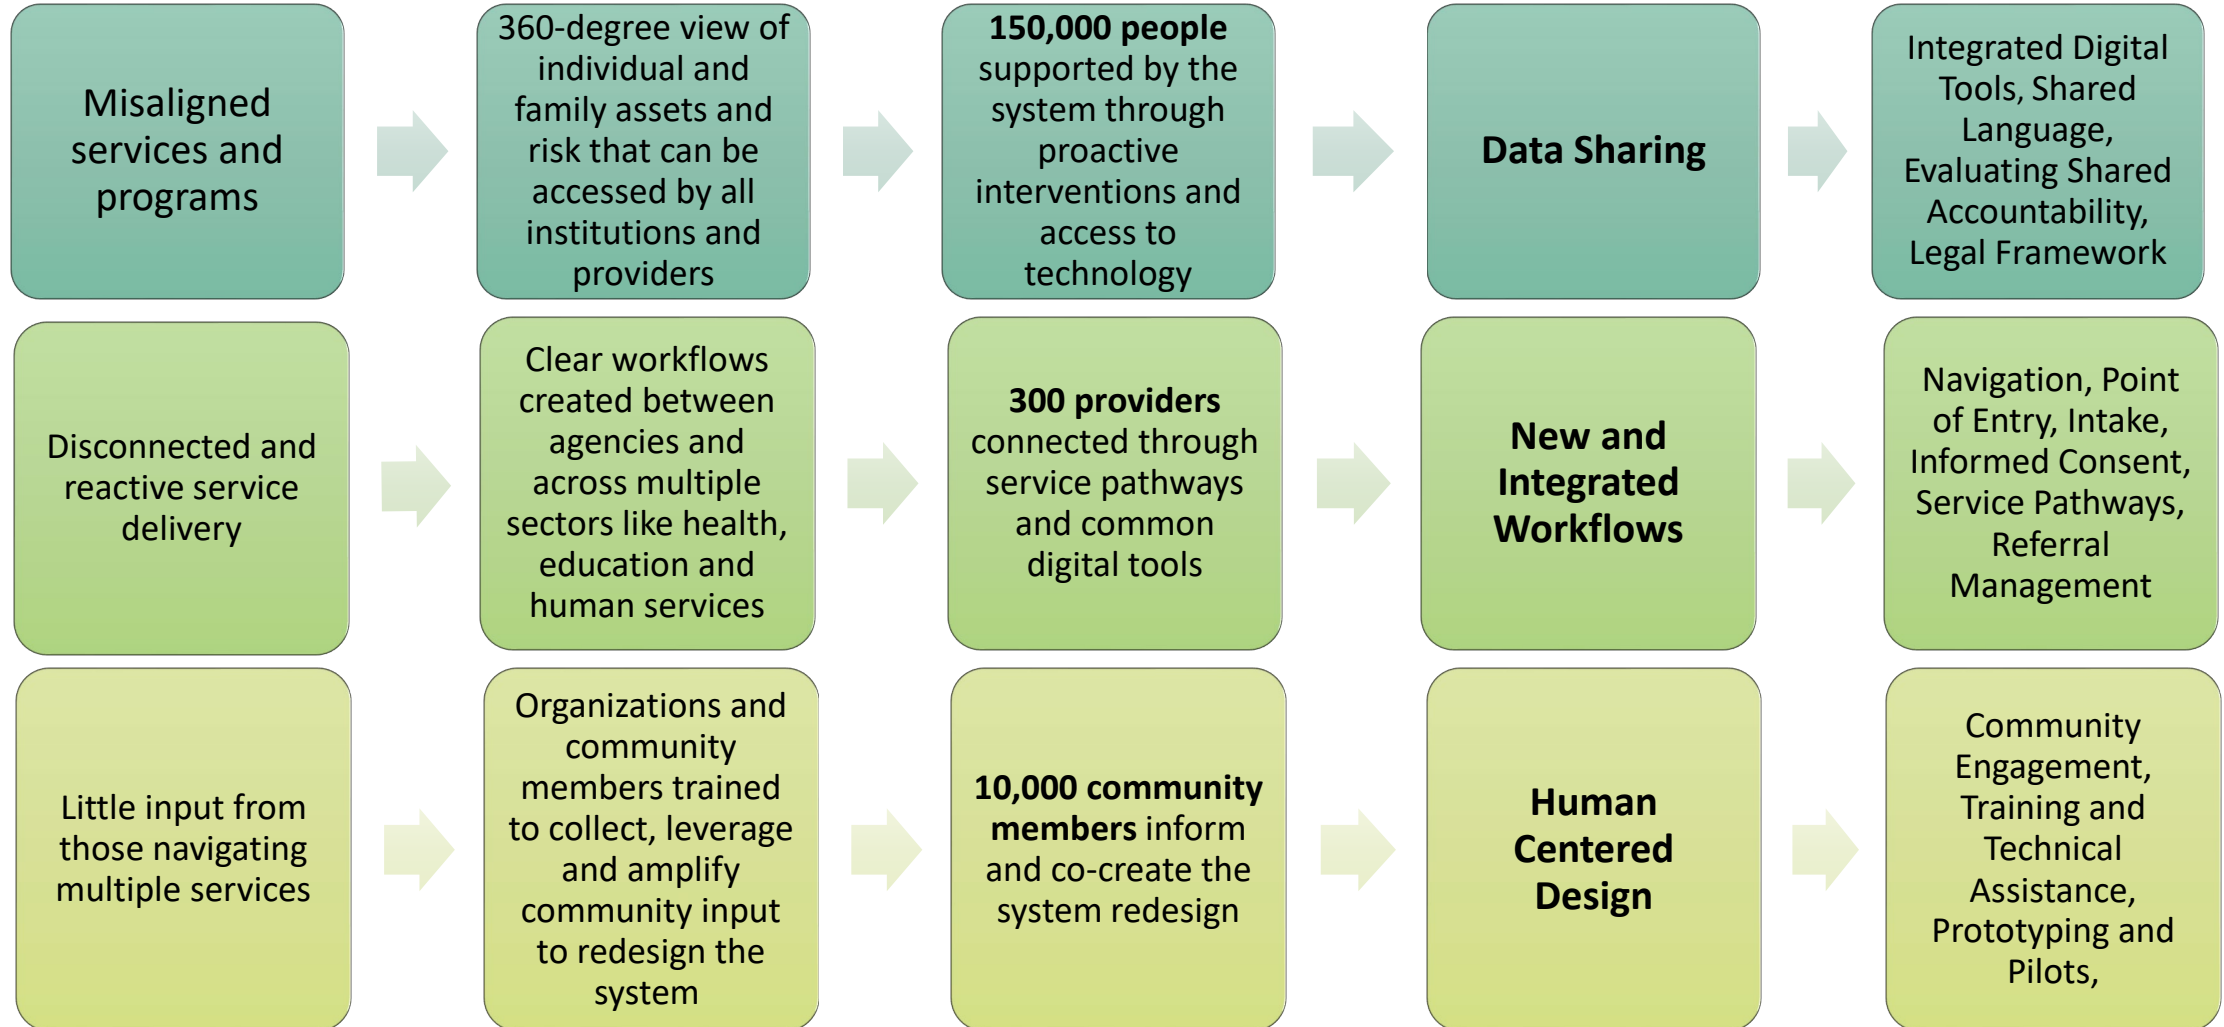 Misaligned
services and
programs
360-degree view of
individual and
family assets and
risk that can be
accessed by all
institutions and
providers
150,000 people
supported by the
system through
proactive
interventions and
access to
technology
Data Sharing
Integrated Digital
Tools, Shared
Language,
Evaluating Shared
Accountability,
Legal Framework
Disconnected and
reactive service
delivery
Clear workflows
created between
agencies and
across multiple
sectors like health,
education and
human services
300 providers
connected through
service pathways
and common
digital tools
New and
Integrated
Workflows
Navigation, Point
of Entry, Intake,
Informed Consent,
Service Pathways,
Referral
Management
Little input from
those navigating
multiple services
Organizations and
community
members trained
to collect, leverage
and amplify
community input
to redesign the
system
10,000 community
members inform
and co-create the
system redesign
Human
Centered
Design
Community
Engagement,
Training and
Technical
Assistance,
Prototyping and
Pilots,